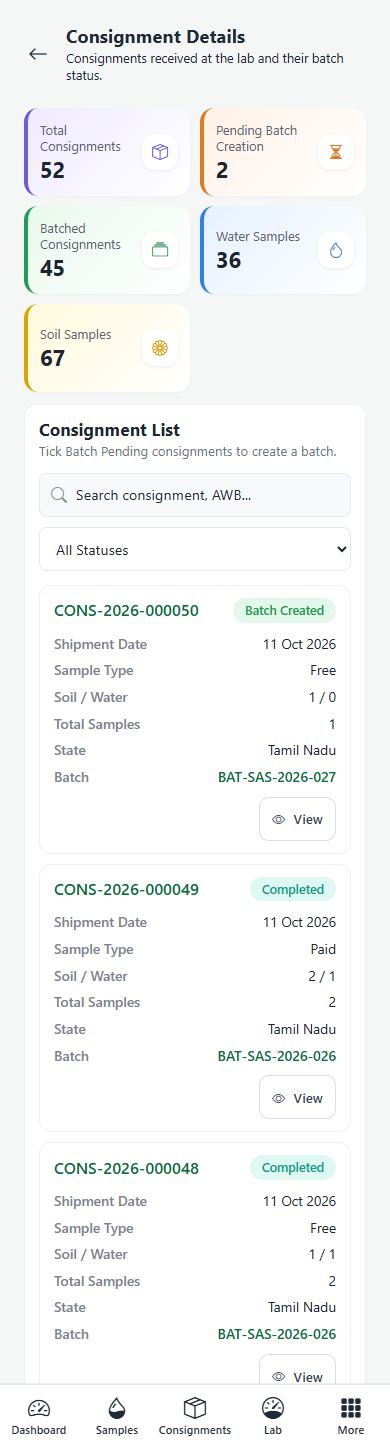 Consignment Details
Consignments received at the lab and their batch
status.
Total
Consignments
52
Pending Batch
Creation
2
Batched
Consignments
45
Water Samples
36
Soil Samples
67
Consignment List
Tick Batch Pending consignments to create a batch.
Search consignment, AWB...
All Statuses
CONS-2026-000050 Batch Created
Shipment Date 11 Oct 2026
Sample Type Free
Soil / Water 1 / 0
Total Samples 1
State Tamil Nadu
Batch BAT-SAS-2026-027
View
CONS-2026-000049 Completed
Shipment Date 11 Oct 2026
Sample Type Paid
Soil / Water 2 / 1
Total Samples 2
State Tamil Nadu
Batch BAT-SAS-2026-026
View
CONS-2026-000048 Completed
Shipment Date 11 Oct 2026
Sample Type Free
Soil / Water 1 / 1
Total Samples 2
State Tamil Nadu
Batch BAT-SAS-2026-026
View
Dashboard Samples Consignments Lab More